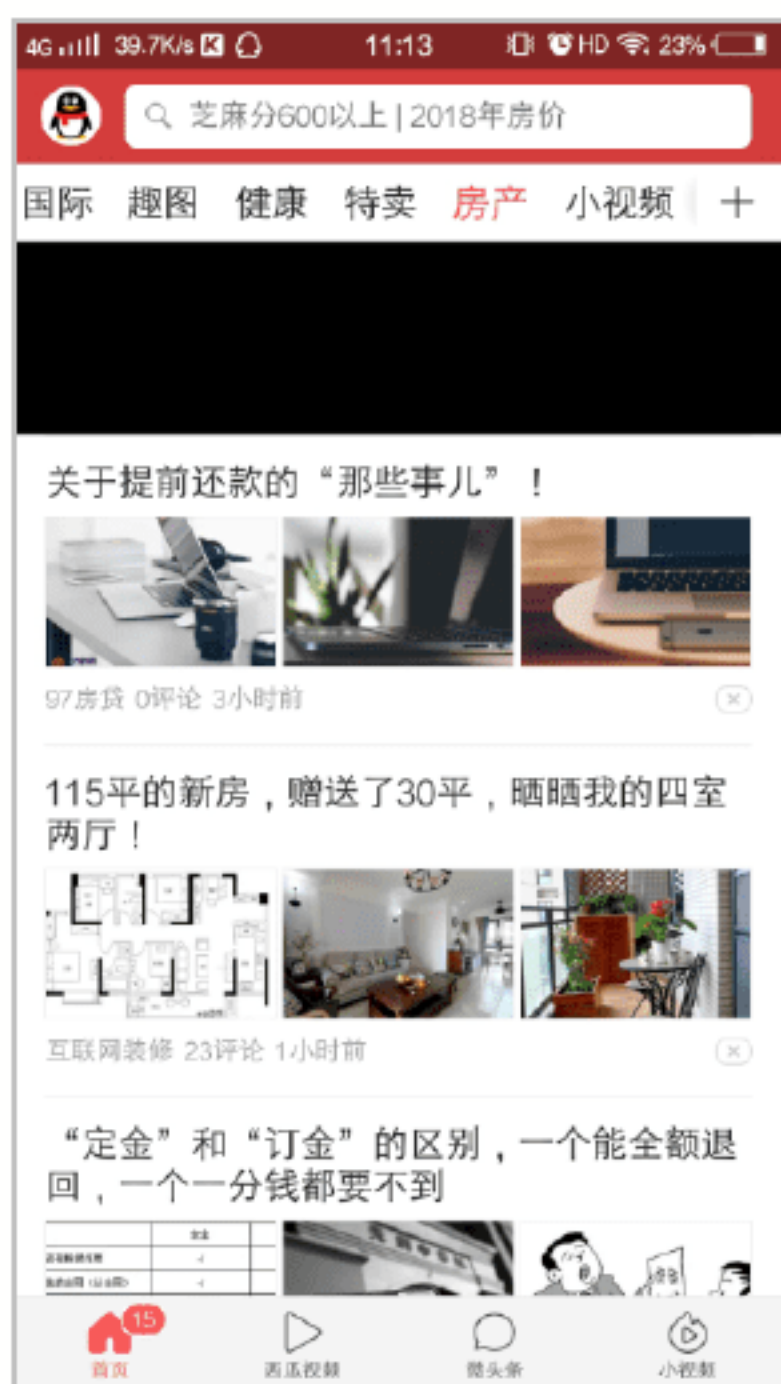 4G 39.7K/s K 11:13 HD 23%
芝麻分600以上 | 2018年房价
国际 趣图 健康 特卖 房产 小视频 +
关于提前还款的“那些事儿”！
97房贷 0评论 3小时前
115平的新房，赠送了30平，晒晒我的四室
两厅！
互联网装修 23评论 1小时前
“定金”和“订金”的区别，一个能全额退
回，一个一分钱都要不到
15
首页 西瓜视频 微头条 小视频